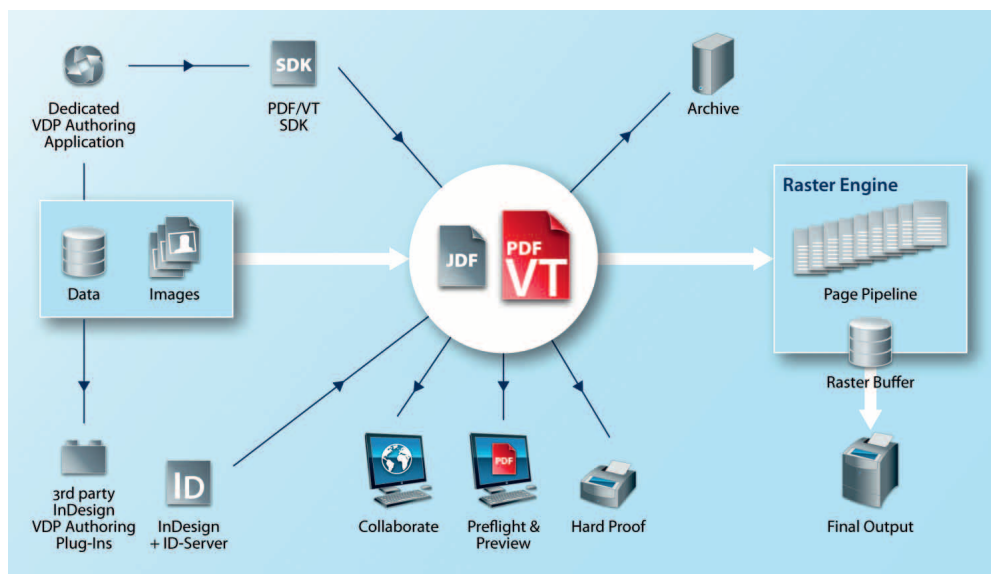 SDK
Dedicated
VDP Authoring
Application
PDF/VT
SDK
Archive
Data
Images
JDF
PDF
VT
Raster Engine
Page Pipeline
Raster Buffer
3rd party
InDesign
VDP Authoring
Plug-Ins
ID
InDesign
+ ID-Server
Collaborate
PDF
Preflight &
Preview
Hard Proof
Final Output